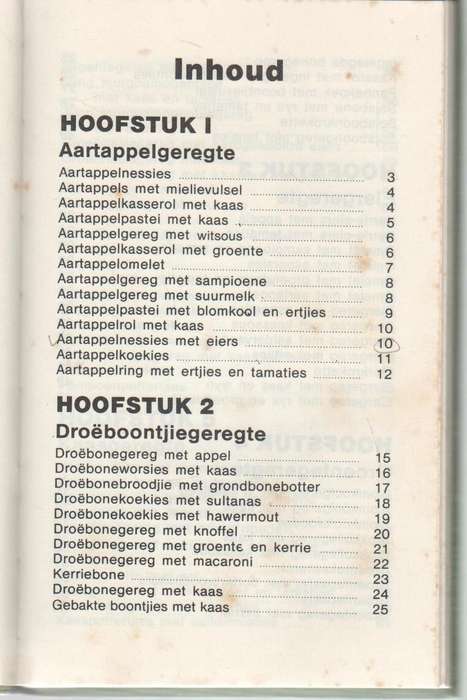 Inhoud
HOOFSTUK I
Aartappelgeregte
Aartappelnessies 3
Aartappels met mielievulsel 4
Aartappelkasserol met kaas 4
Aartappelpastei met kaas 5
Aartappelgereg met witsous 6
Aartappelkasserol met groente 6
Aartappelomelet 7
Aartappelgereg met sampioene 8
Aartappelgereg met suurmelk 8
Aartappelpastei met blomkool en ertjies 9
Aartappelrol met kaas 10
Aartappelnessies met eiers 10
Aartappelkoekies 11
Aartappelring met ertjies en tamaties 12
HOOFSTUK 2
Droëboontjiegeregte
Droëbonegereg met appel 15
Droëboneworsies met kaas 16
Droëbonebroodjie met grondbonebotter 17
Droëbonekoekies met sultanas 18
Droëbonekoekies met hawermout 19
Droëbonegereg met knoffel 20
Droëbonegereg met groente en kerrie 21
Droëbonegereg met macaroni 22
Kerriebone 23
Droëbonegereg met kaas 24
Gebakte boontjies met kaas 25